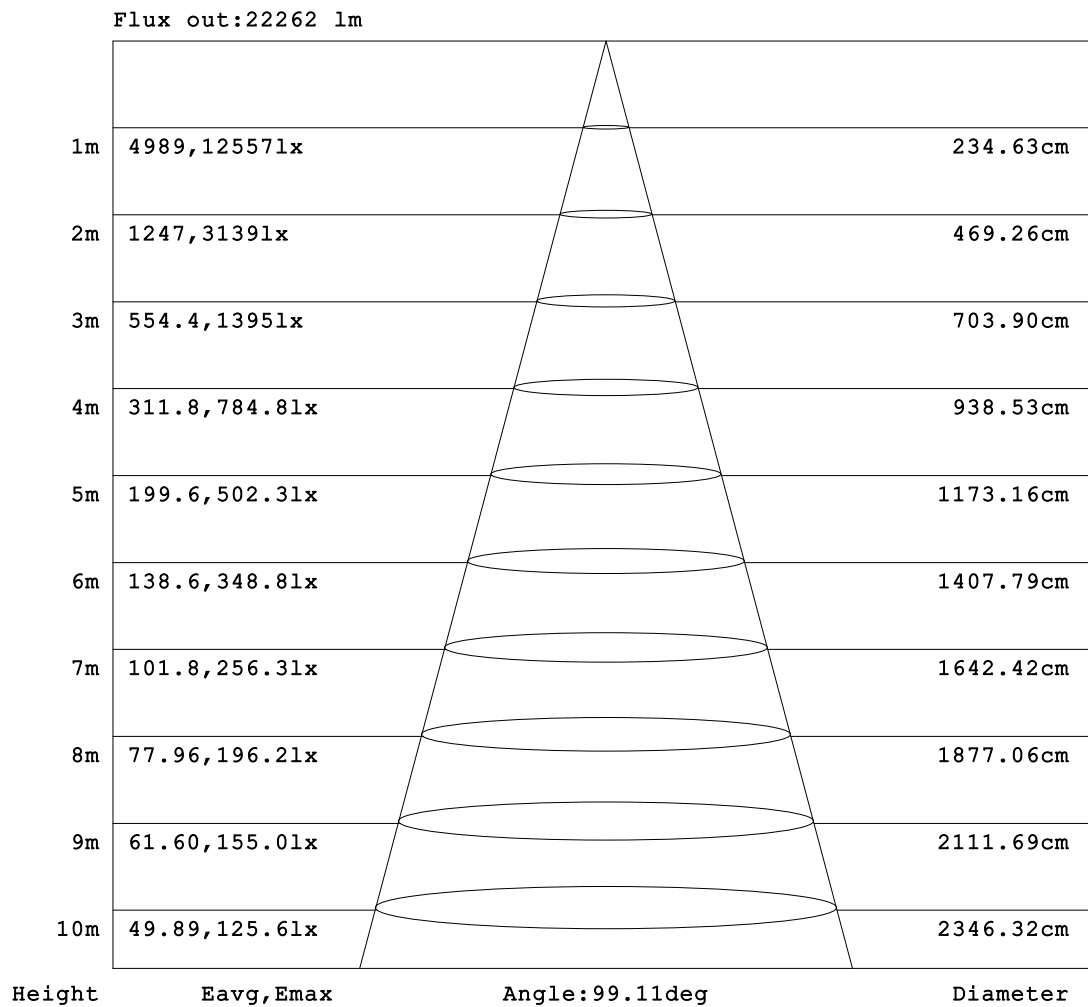 Flux out:22262 lm
1m 4989,12557lx 234.63cm
2m 1247,3139lx 469.26cm
3m 554.4,1395lx 703.90cm
4m 311.8,784.8lx 938.53cm
5m 199.6,502.3lx 1173.16cm
6m 138.6,348.8lx 1407.79cm
7m 101.8,256.3lx 1642.42cm
8m 77.96,196.2lx 1877.06cm
9m 61.60,155.0lx 2111.69cm
10m 49.89,125.6lx 2346.32cm
Height Eavg,Emax Angle:99.11deg Diameter